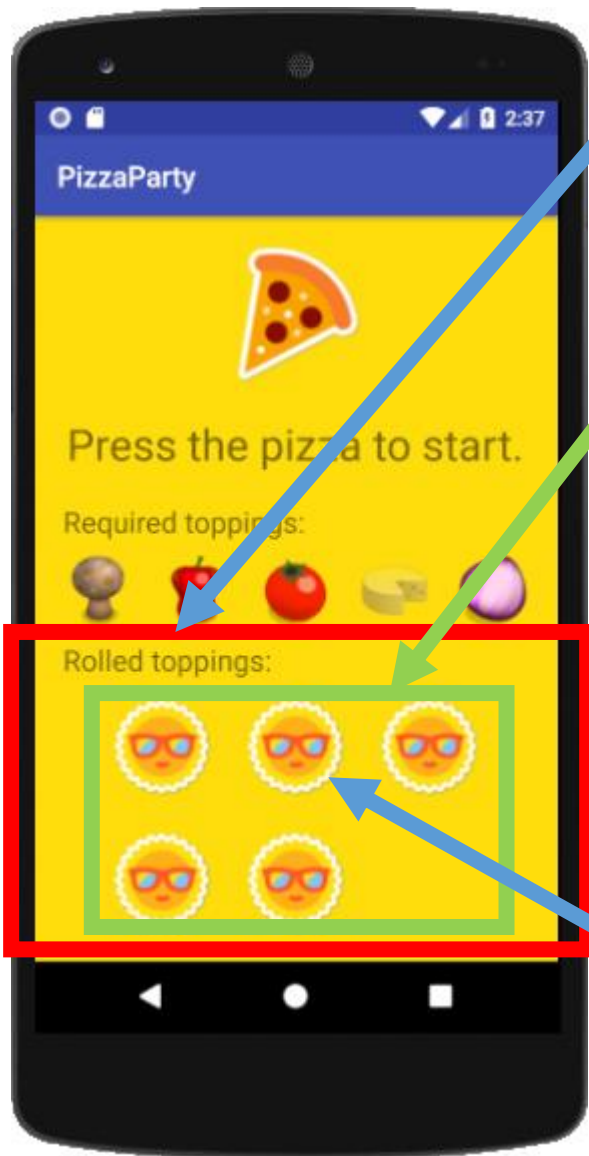 2:37
PizzaParty
Press the pizza to start.
Required toppings:
Rolled toppings: